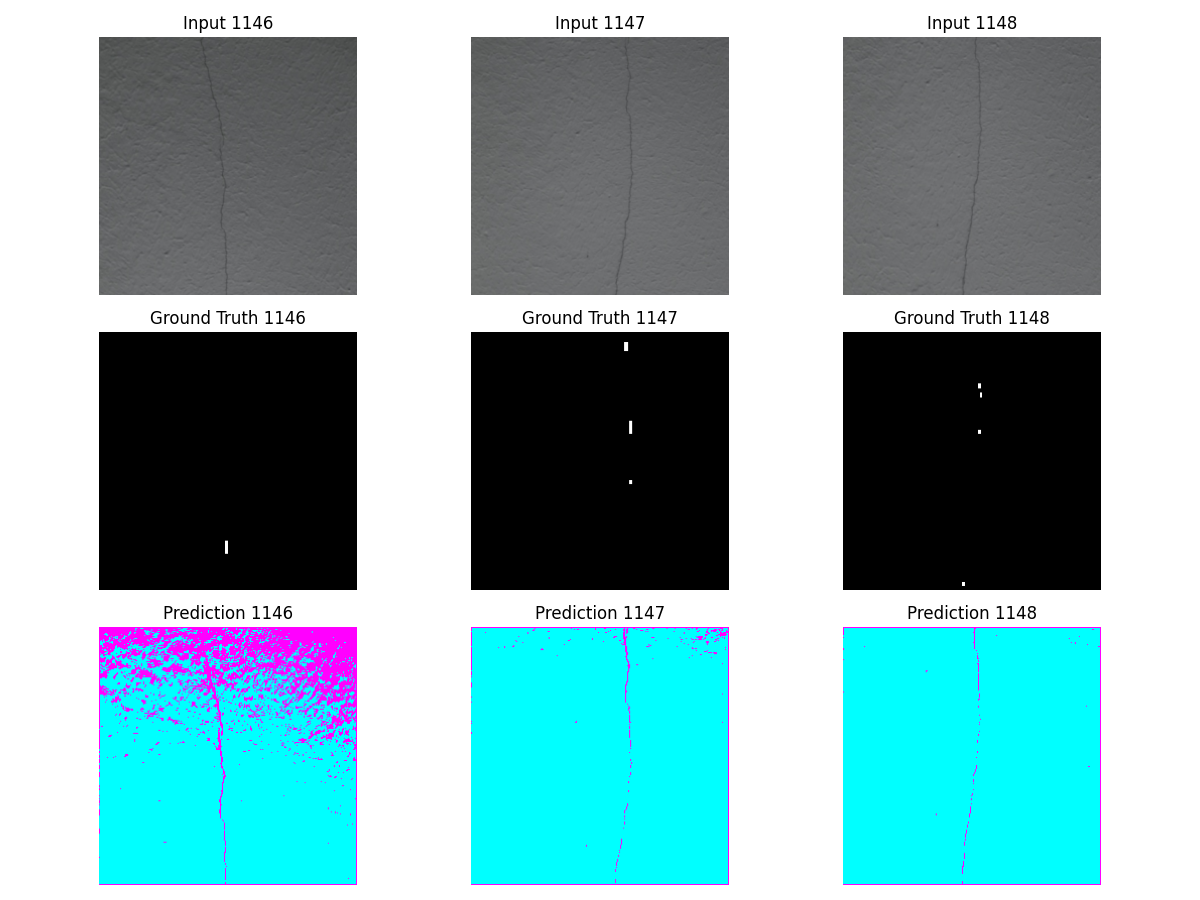 Input 1146
Input 1147
Input 1148
Ground Truth 1146
Ground Truth 1147
Ground Truth 1148
Prediction 1146
Prediction 1147
Prediction 1148